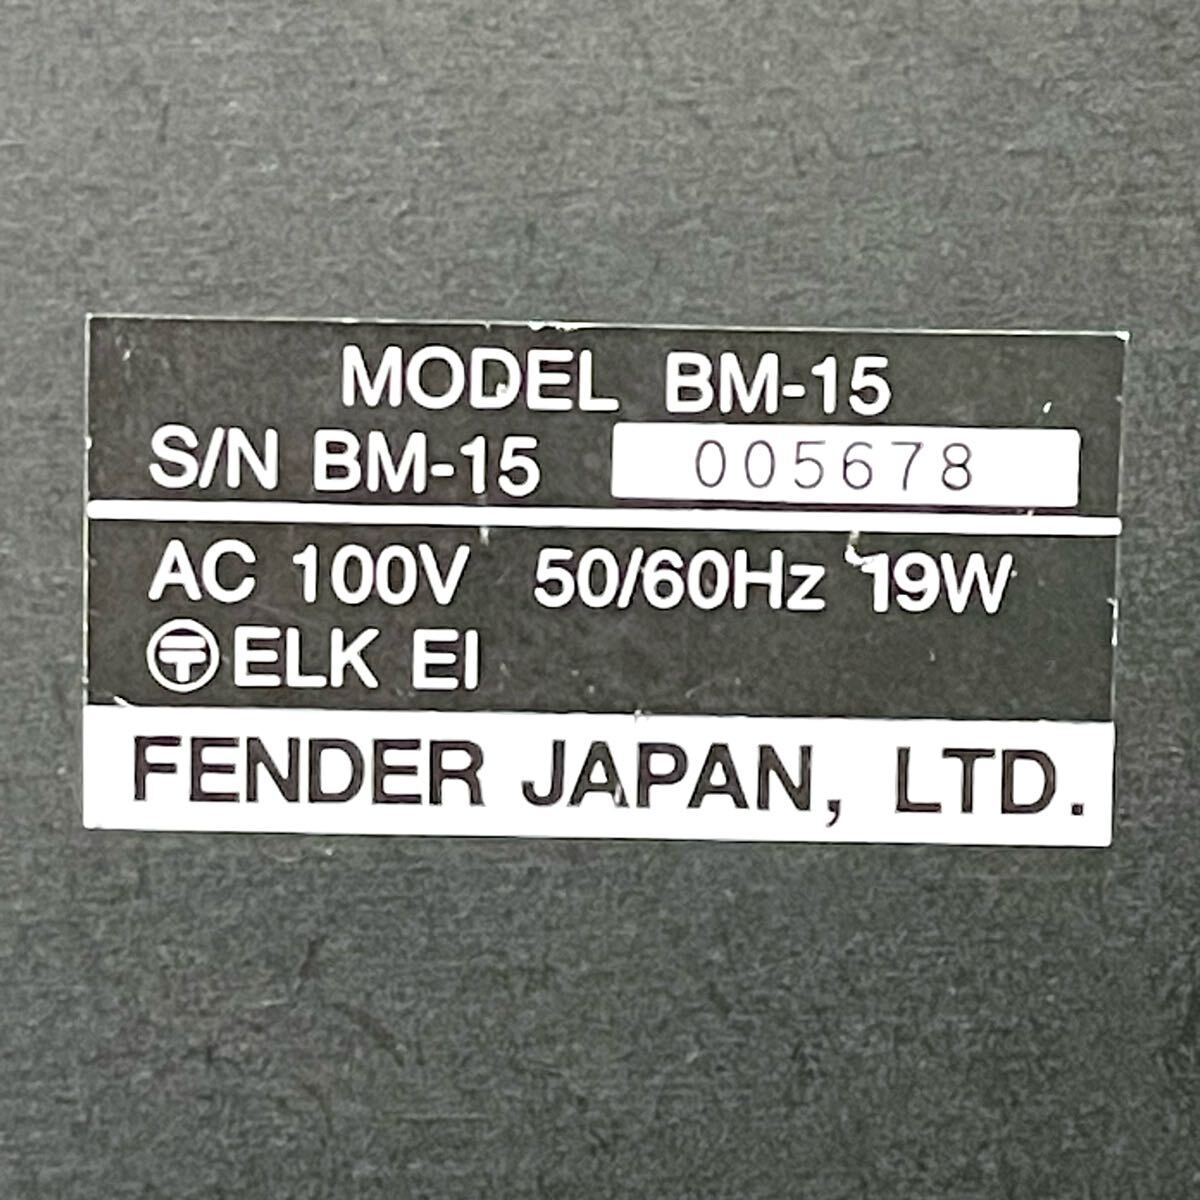 MODEL BM-15
S/N BM-15 005678
AC 100V 50/60Hz 19W
〒 ELK EI
FENDER JAPAN, LTD.